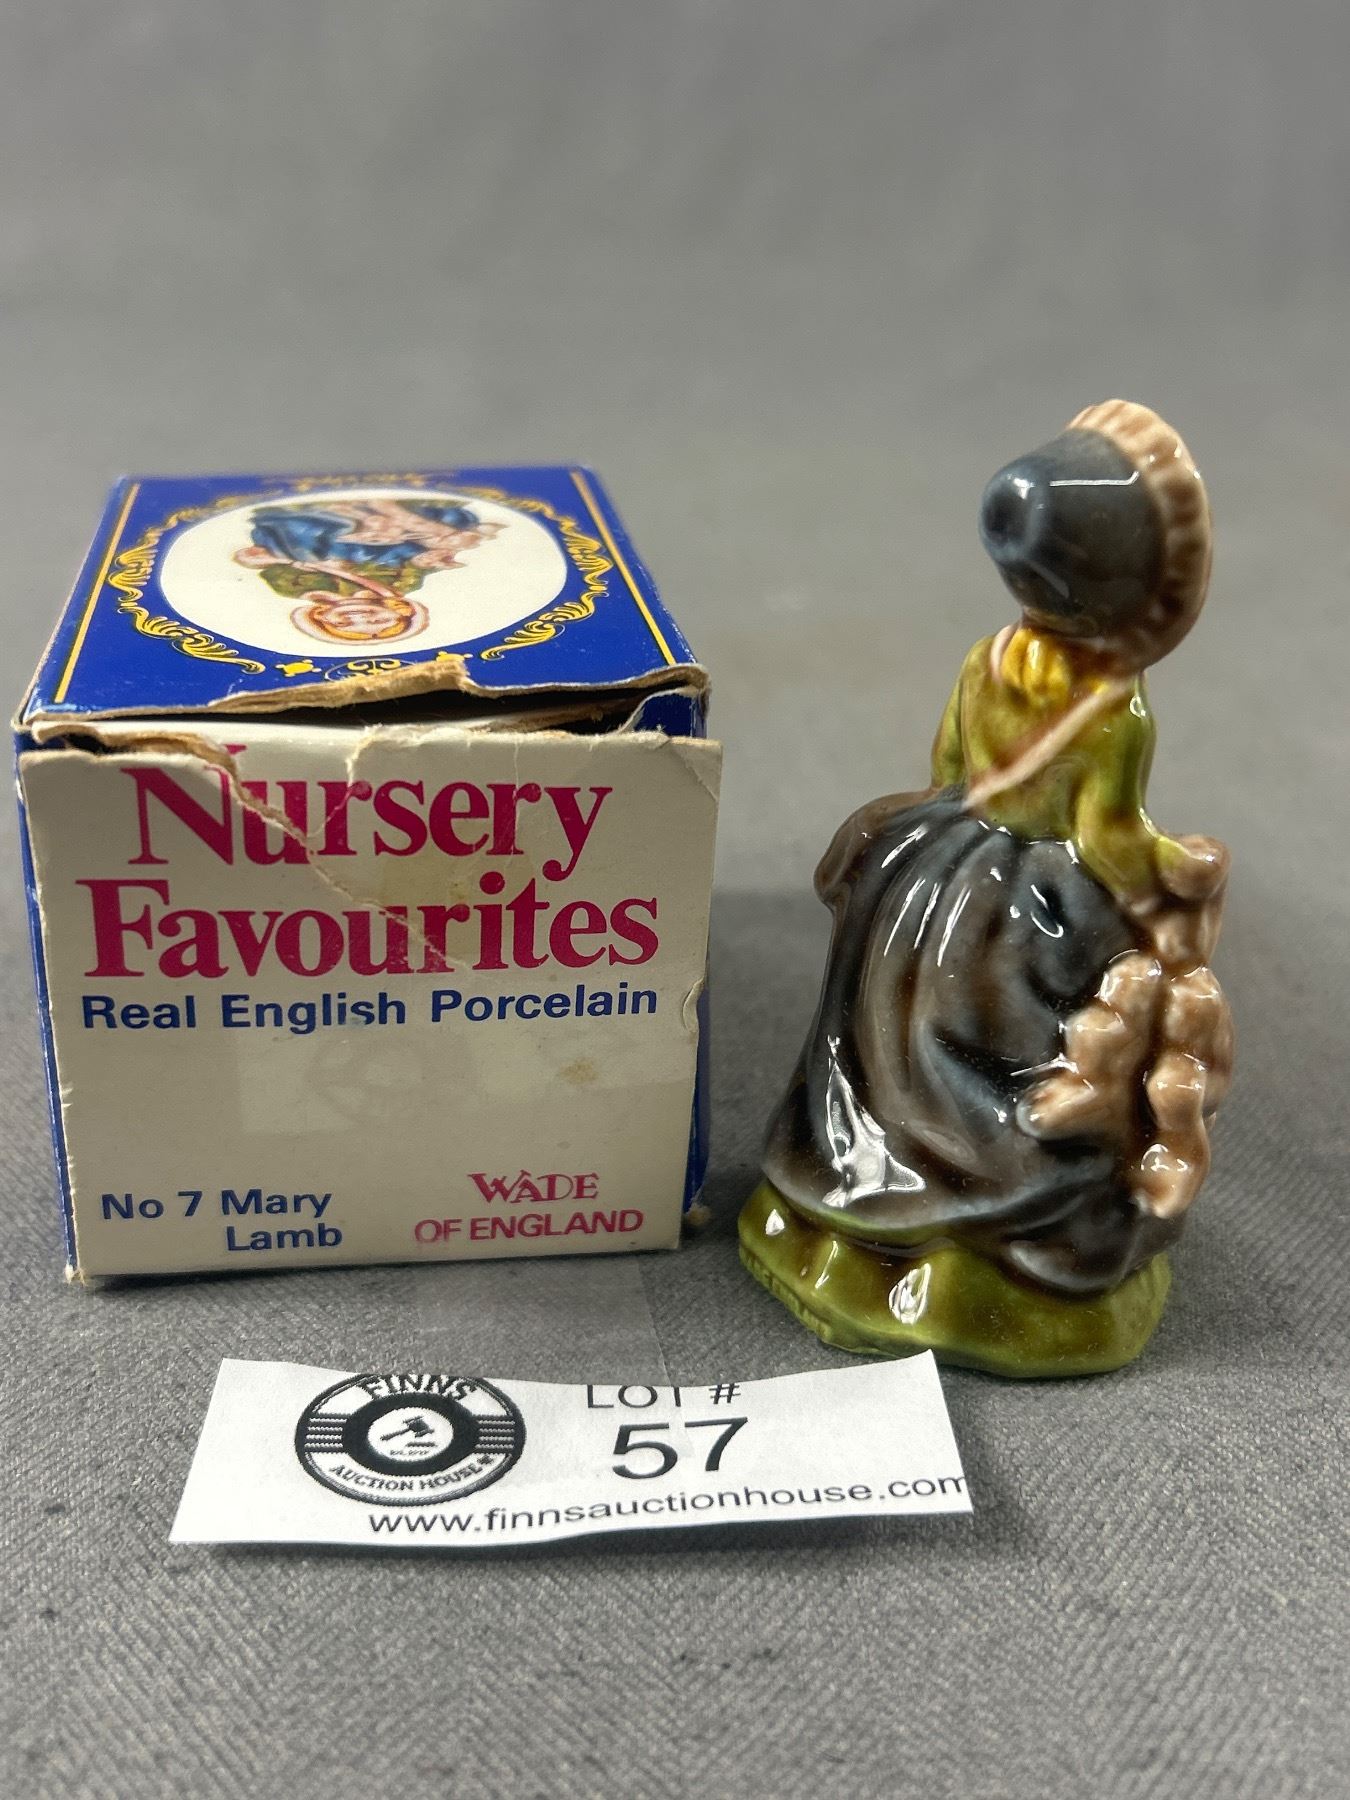 Nursery
Favourites
Real English Porcelain
No 7 Mary
Lamb
WADE
OF ENGLAND
FINNS
AUCTION HOUSE
LOT #
57
www.finnsauctionhouse.com